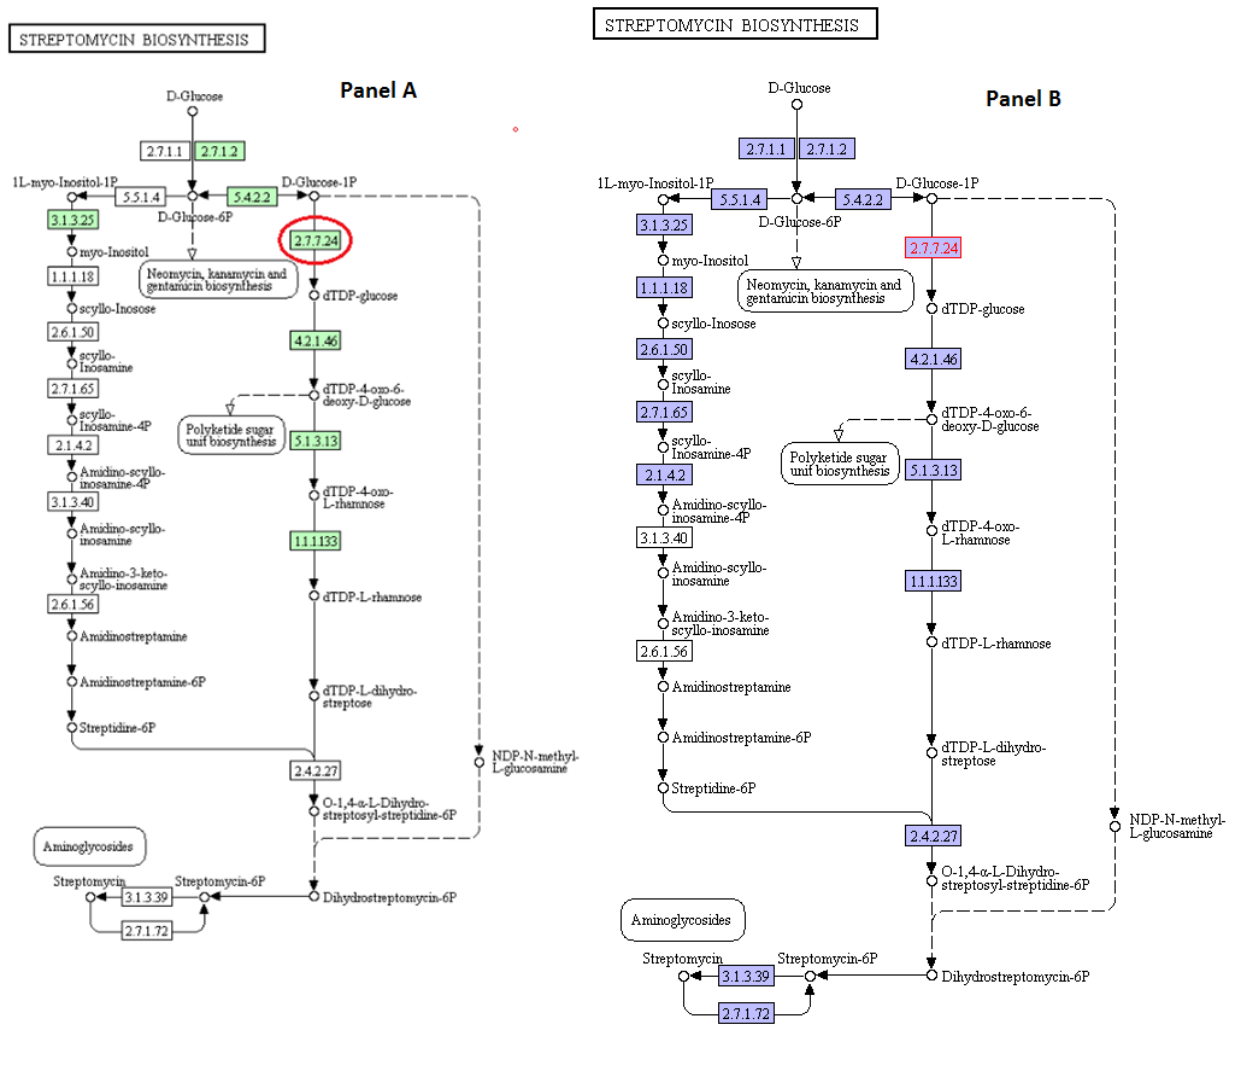 STREPTOMYCIN BIOSYNTHESIS
Panel A
D-Glucose
2.7.1.1
2.7.1.2
1L-myo-Inositol-1P
5.5.1.4
5.4.2.2
D-Glucose-1P
D-Glucose-6P
3.1.3.25
2.7.7.24
myo-Inositol
Neomycin, kanamycin and
gentamicin biosynthesis
1.1.1.18
dTDP-glucose
scyllo-Inosose
2.6.1.50
4.2.1.46
scyllo-
Inosamine
2.7.1.65
dTDP-4-oxo-6-
deoxy-D-glucose
scyllo-
Inosamine-4P
Polyketide sugar
unif biosynthesis
5.1.3.13
2.1.4.2
Amidino-scyllo-
inosamine-4P
dTDP-4-oxo-
L-rhamnose
3.1.3.40
Amidino-scyllo-
inosamine
1.1.1.133
Amidino-3-keto-
scyllo-inosamine
dTDP-L-rhamnose
2.6.1.56
Amidinostreptamine
Amidinostreptamine-6P
dTDP-L-dihydro-
streptose
Streptidine-6P
NDP-N-methyl-
L-glucosamine
2.4.2.27
O-1,4-α-L-Dihydro-
streptosyl-streptidine-6P
Aminoglycosides
Streptomycin
Streptomycin-6P
3.1.3.39
Dihydrostreptomycin-6P
2.7.1.72
STREPTOMYCIN BIOSYNTHESIS
Panel B
D-Glucose
2.7.1.1
2.7.1.2
1L-myo-Inositol-1P
5.5.1.4
5.4.2.2
D-Glucose-1P
D-Glucose-6P
3.1.3.25
2.7.7.24
myo-Inositol
Neomycin, kanamycin and
gentamicin biosynthesis
1.1.1.18
dTDP-glucose
scyllo-Inosose
2.6.1.50
4.2.1.46
scyllo-
Inosamine
2.7.1.65
dTDP-4-oxo-6-
deoxy-D-glucose
scyllo-
Inosamine-4P
Polyketide sugar
unif biosynthesis
5.1.3.13
2.1.4.2
Amidino-scyllo-
inosamine-4P
dTDP-4-oxo-
L-rhamnose
3.1.3.40
Amidino-scyllo-
inosamine
1.1.1.133
Amidino-3-keto-
scyllo-inosamine
dTDP-L-rhamnose
2.6.1.56
Amidinostreptamine
Amidinostreptamine-6P
dTDP-L-dihydro-
streptose
Streptidine-6P
NDP-N-methyl-
L-glucosamine
2.4.2.27
O-1,4-α-L-Dihydro-
streptosyl-streptidine-6P
Aminoglycosides
Streptomycin
Streptomycin-6P
3.1.3.39
Dihydrostreptomycin-6P
2.7.1.72